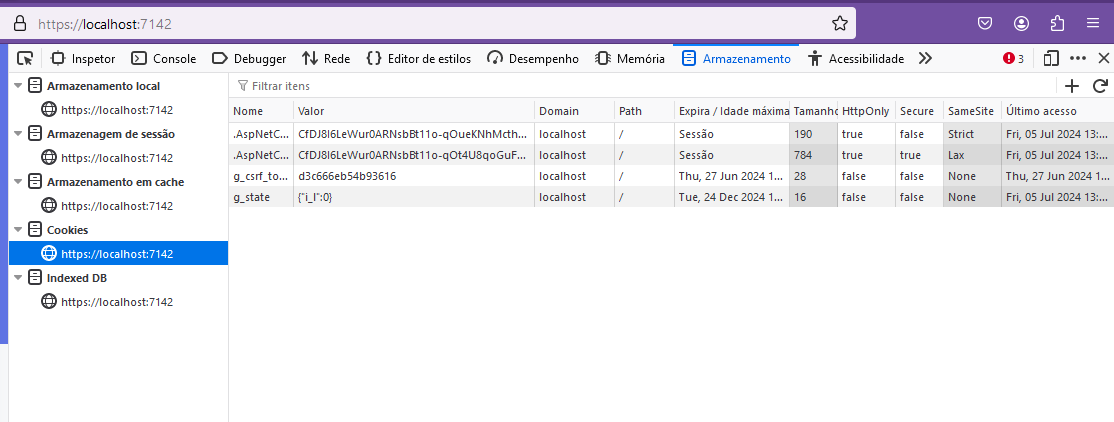 https://localhost:7142
Inspetor Console Debugger Rede Editor de estilos Desempenho Memória Armazenamento Acessibilidade 3
Armazenamento local
https://localhost:7142
Armazenagem de sessão
https://localhost:7142
Armazenamento em cache
https://localhost:7142
Cookies
https://localhost:7142
Indexed DB
https://localhost:7142
Filtrar itens
Nome Valor Domain Path Expira / Idade máxima Tamanho HttpOnly Secure SameSite Último acesso
.AspNetC... CfDJ8I6LeWur0ARNsbBt11o-qOueKNhMcth... localhost / Sessão 190 true false Strict Fri, 05 Jul 2024 13:...
.AspNetC... CfDJ8I6LeWur0ARNsbBt11o-qOt4U8qoGuF... localhost / Sessão 784 true true Lax Fri, 05 Jul 2024 13:...
g_csrf_to... d3c666eb54b93616 localhost / Thu, 27 Jun 2024 1... 28 false false None Thu, 27 Jun 2024 1...
g_state {"i_l":0} localhost / Tue, 24 Dec 2024 1... 16 false false None Fri, 05 Jul 2024 13:...